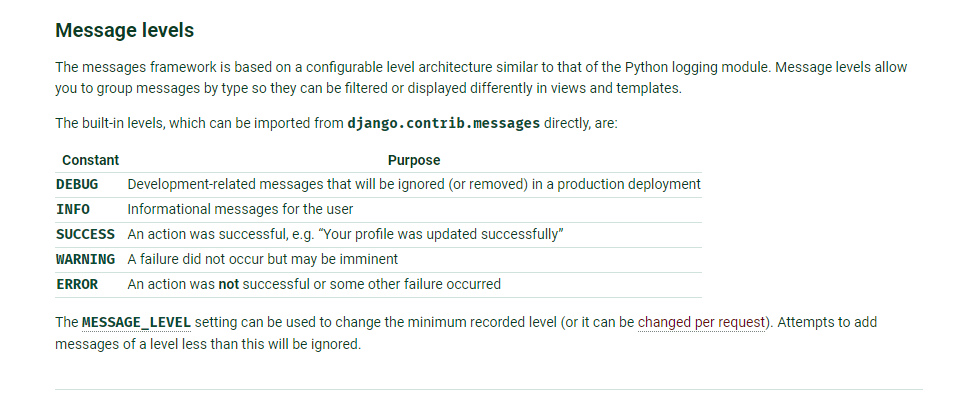 Message levels
The messages framework is based on a configurable level architecture similar to that of the Python logging module. Message levels allow
you to group messages by type so they can be filtered or displayed differently in views and templates.
The built-in levels, which can be imported from django.contrib.messages directly, are:
Constant Purpose
DEBUG Development-related messages that will be ignored (or removed) in a production deployment
INFO Informational messages for the user
SUCCESS An action was successful, e.g. “Your profile was updated successfully”
WARNING A failure did not occur but may be imminent
ERROR An action was not successful or some other failure occurred
The MESSAGE_LEVEL setting can be used to change the minimum recorded level (or it can be changed per request). Attempts to add
messages of a level less than this will be ignored.